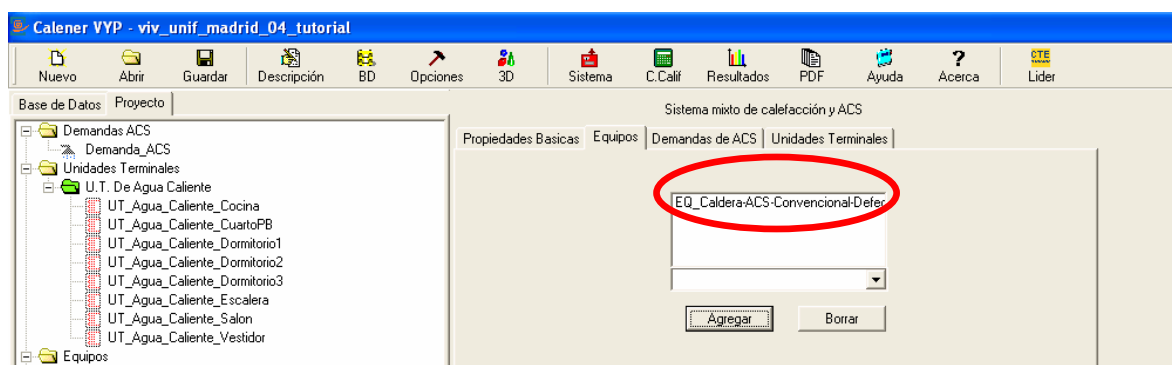 Calener VYP - viv_unif_madrid_04_tutorial
Nuevo Abrir Guardar Descripción BD Opciones 3D Sistema C.Calif Resultados PDF Ayuda Acerca CTE Lider
Base de Datos Proyecto
Sistema mixto de calefacción y ACS
Propiedades Basicas Equipos Demandas de ACS Unidades Terminales
Demandas ACS
Demanda_ACS
Unidades Terminales
U.T. De Agua Caliente
UT_Agua_Caliente_Cocina
UT_Agua_Caliente_CuartoPB
UT_Agua_Caliente_Dormitorio1
UT_Agua_Caliente_Dormitorio2
UT_Agua_Caliente_Dormitorio3
UT_Agua_Caliente_Escalera
UT_Agua_Caliente_Salon
UT_Agua_Caliente_Vestidor
Equipos
EQ_Caldera-ACS-Convencional-Defec
Agregar Borrar